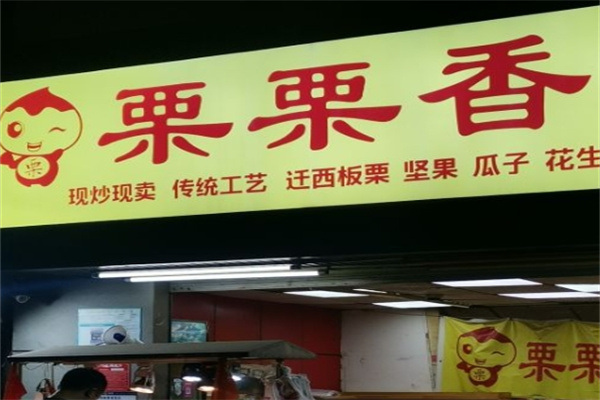 栗栗香
现炒现卖 传统工艺 迁西板栗 坚果 瓜子 花生
栗
栗栗